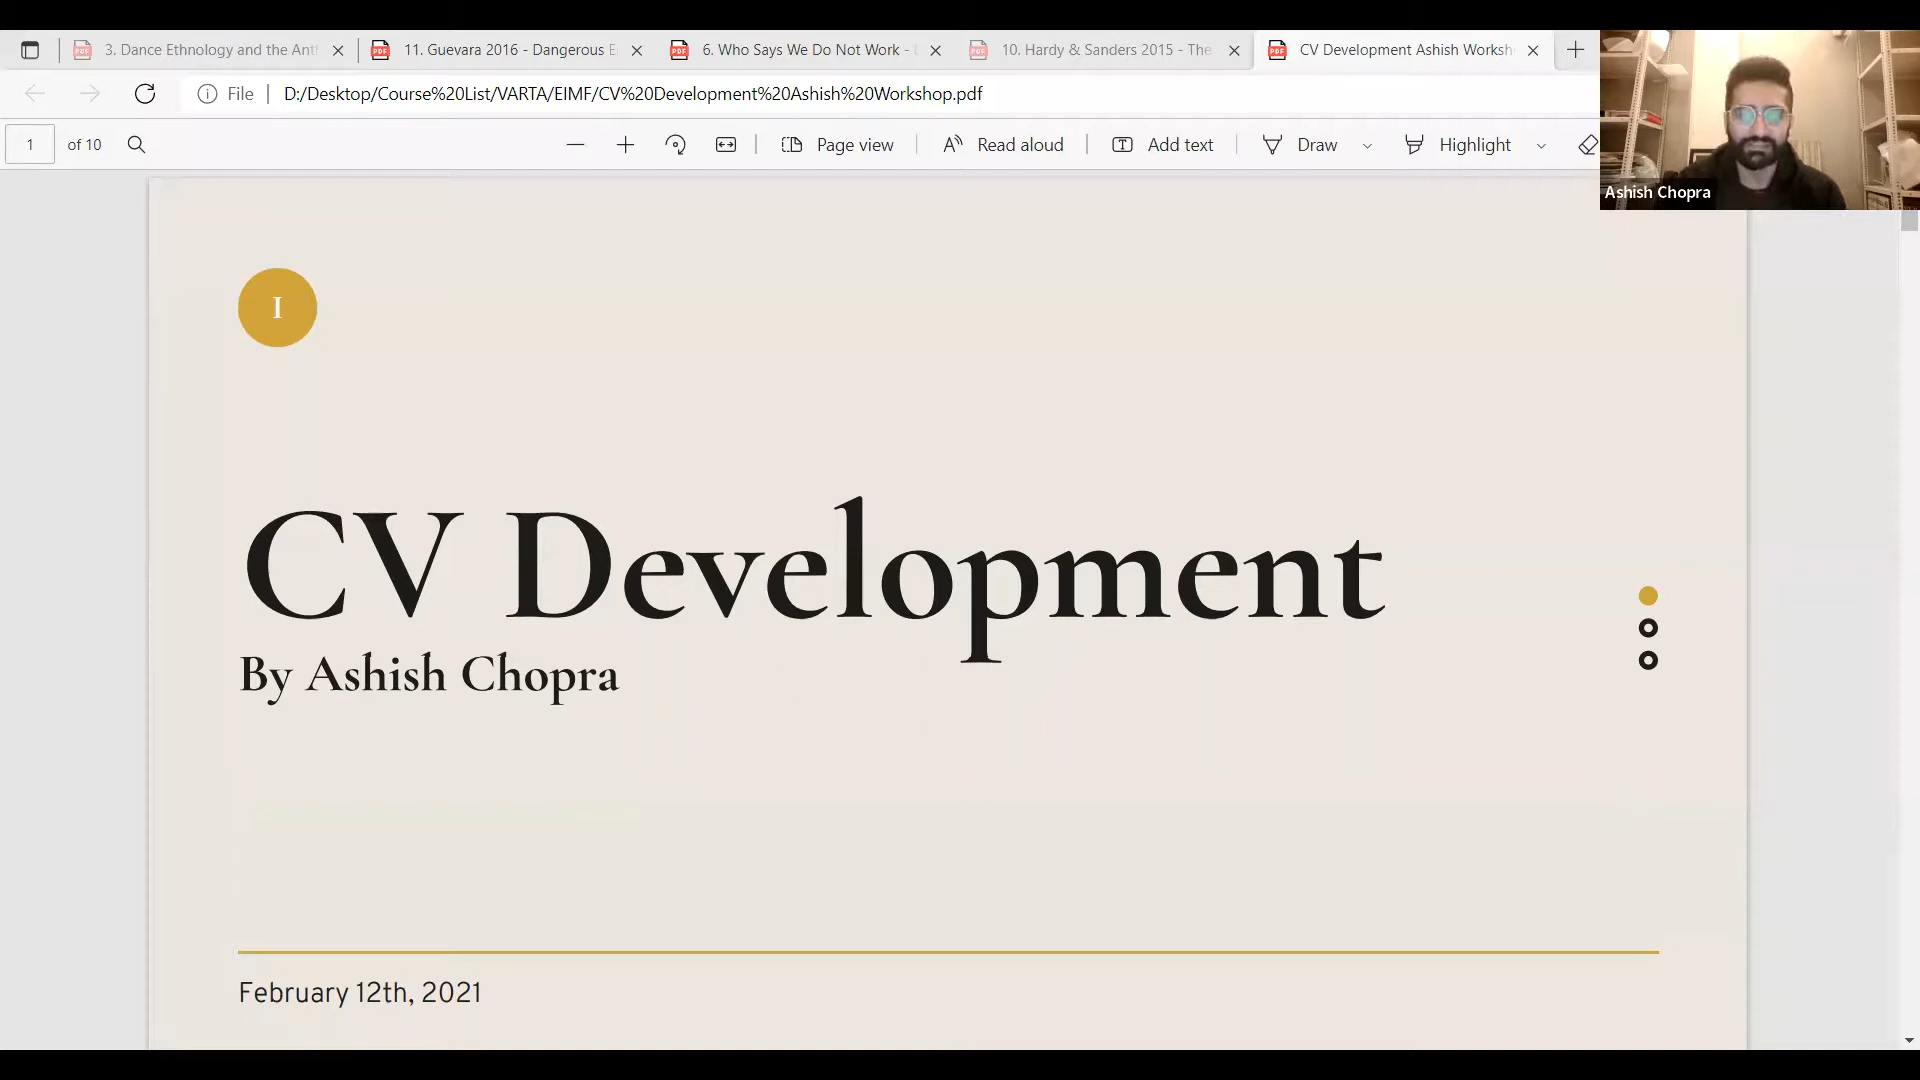 3. Dance Ethnology and the Ant
11. Guevara 2016 - Dangerous E
6. Who Says We Do Not Work -
10. Hardy & Sanders 2015 - The
CV Development Ashish Worksh
File
D:/Desktop/Course%20List/VARTA/EIMF/CV%20Development%20Ashish%20Workshop.pdf
1 of 10
Page view
Read aloud
Add text
Draw
Highlight
Ashish Chopra
I
CV Development
By Ashish Chopra
February 12th, 2021